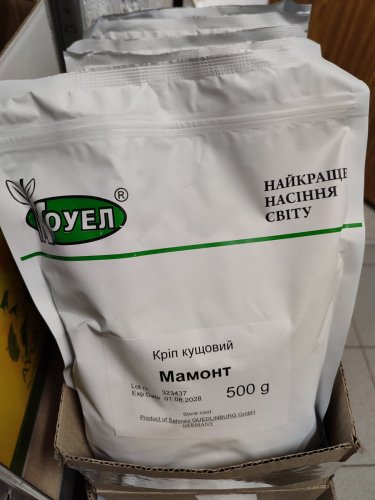 ЙОУЕЛ®
НАЙКРАЩЕ
НАСІННЯ
СВІТУ
Кріп кущовий
Мамонт
Lot nr. 323437
Exp.Date 01.08.2028
500 g
Store cool
Product of Satimex QUEDLINBURG GmbH
GERMANY